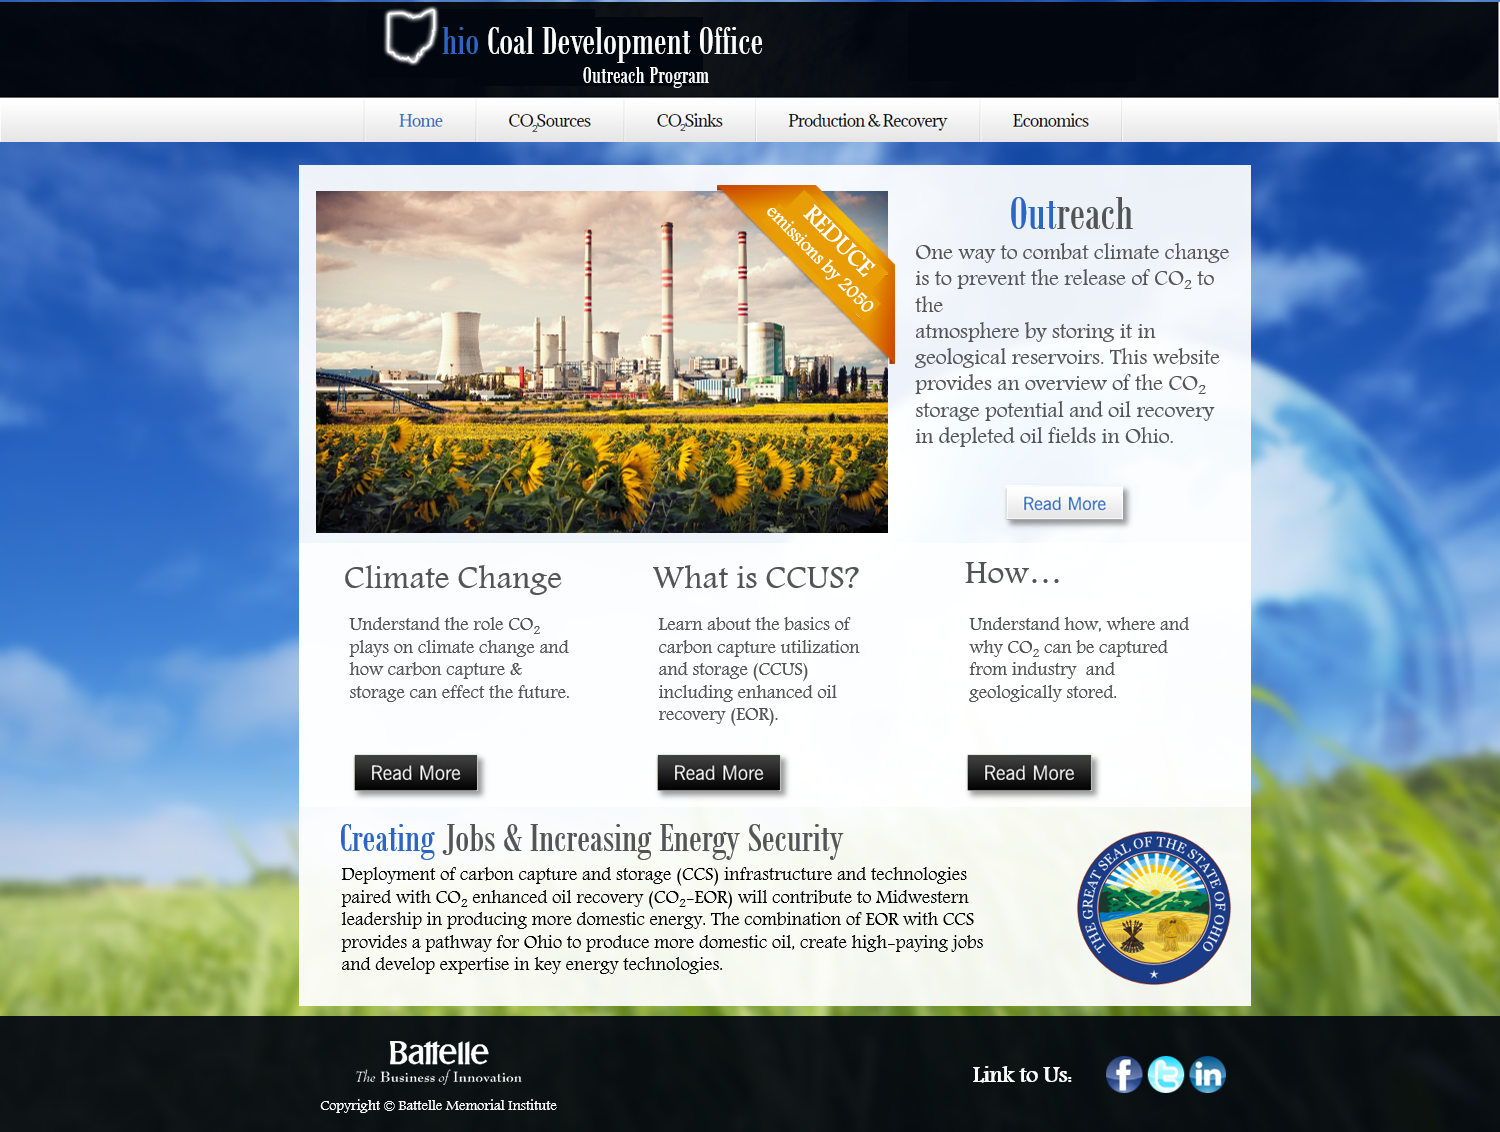 hio Coal Development Office
Outreach Program
Home
CO2Sources
CO2Sinks
Production & Recovery
Economics
REDUCE
emissions by 2050
Outreach
One way to combat climate change
is to prevent the release of CO2 to
the
atmosphere by storing it in
geological reservoirs. This website
provides an overview of the CO2
storage potential and oil recovery
in depleted oil fields in Ohio.
Read More
Climate Change
Understand the role CO2
plays on climate change and
how carbon capture &
storage can effect the future.
Read More
What is CCUS?
Learn about the basics of
carbon capture utilization
and storage (CCUS)
including enhanced oil
recovery (EOR).
Read More
How...
Understand how, where and
why CO2 can be captured
from industry  and
geologically stored.
Read More
Creating Jobs & Increasing Energy Security
Deployment of carbon capture and storage (CCS) infrastructure and technologies
paired with CO2 enhanced oil recovery (CO2-EOR) will contribute to Midwestern
leadership in producing more domestic energy. The combination of EOR with CCS
provides a pathway for Ohio to produce more domestic oil, create high-paying jobs
and develop expertise in key energy technologies.
THE GREAT SEAL OF THE STATE OF OHIO
Battelle
The Business of Innovation
Copyright © Battelle Memorial Institute
Link to Us:
f
t
in